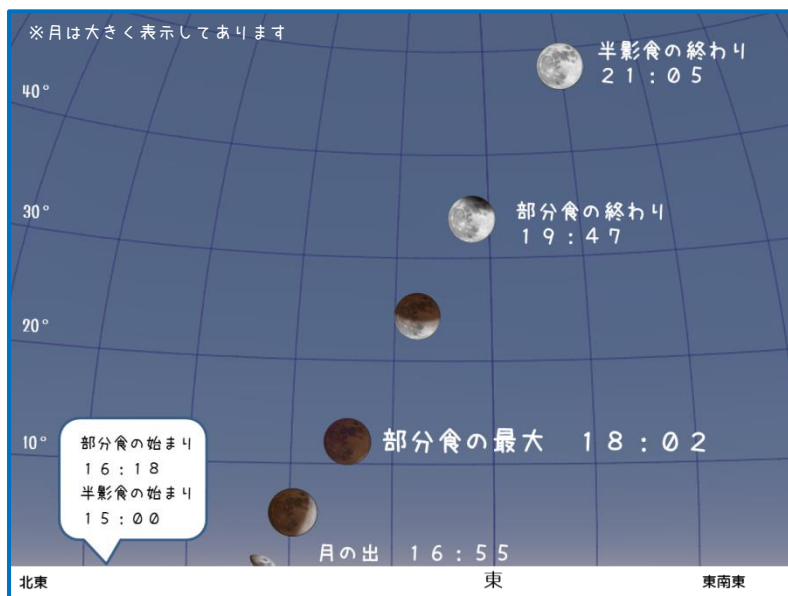 ※月は大きく表示してあります
半影食の終わり
21:05
40°
30°
部分食の終わり
19:47
20°
10°
部分食の最大　18:02
部分食の始まり
16:18
半影食の始まり
15:00
月の出　16:55
北東
東
東南東